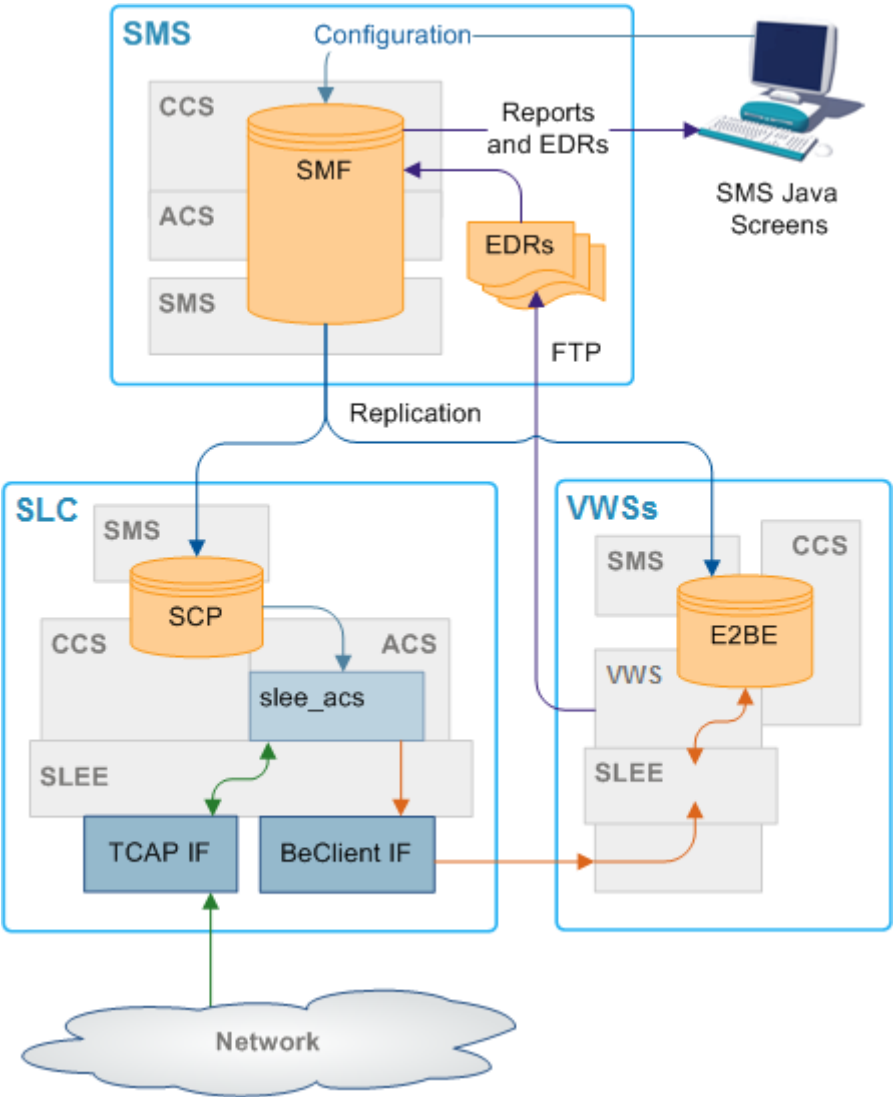 SMS
Configuration
CCS
SMF
Reports
and EDRs
SMS Java
Screens
ACS
EDRs
SMS
FTP
Replication
SLC
SMS
SCP
CCS
ACS
slee_acs
SLEE
TCAP IF
BeClient IF
VWSs
SMS
CCS
E2BE
VWS
SLEE
Network